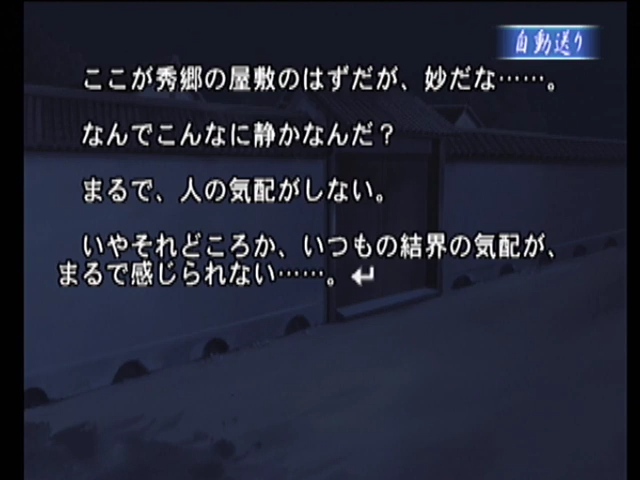 自動送り
ここが秀郷の屋敷のはずだが、妙だな……。
なんでこんなに静かなんだ？
まるで、人の気配がしない。
いやそれどころか、いつもの結界の気配が、
まるで感じられない……。